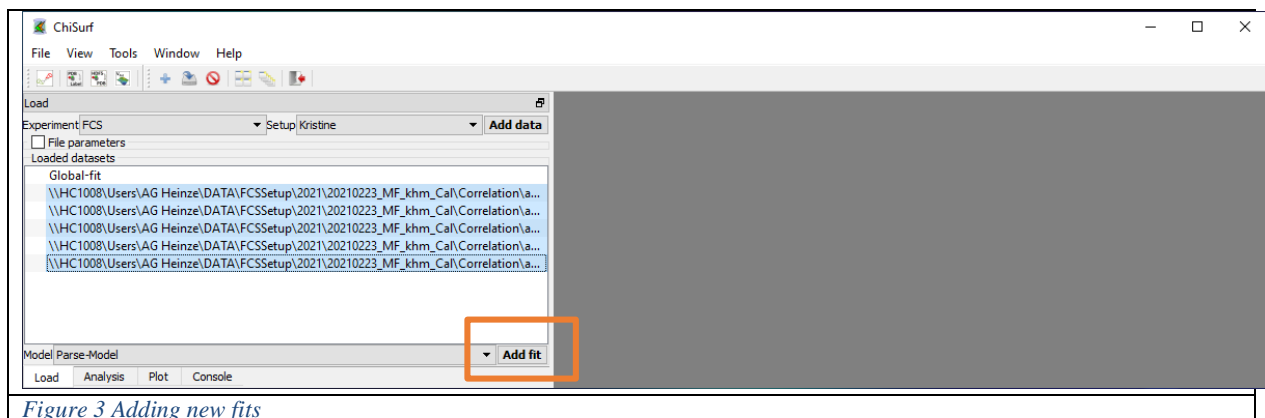 ChiSurf
File View Tools Window Help
Load
Experiment FCS Setup Kristine Add data
File parameters
Loaded datasets
Global-fit
\\HC1008\Users\AG Heinze\DATA\FCSSetup\2021\20210223_MF_khm_Cal\Correlation\a...
\\HC1008\Users\AG Heinze\DATA\FCSSetup\2021\20210223_MF_khm_Cal\Correlation\a...
\\HC1008\Users\AG Heinze\DATA\FCSSetup\2021\20210223_MF_khm_Cal\Correlation\a...
\\HC1008\Users\AG Heinze\DATA\FCSSetup\2021\20210223_MF_khm_Cal\Correlation\a...
\\HC1008\Users\AG Heinze\DATA\FCSSetup\2021\20210223_MF_khm_Cal\Correlation\a...
Model Parse-Model Add fit
Load Analysis Plot Console
Figure 3 Adding new fits